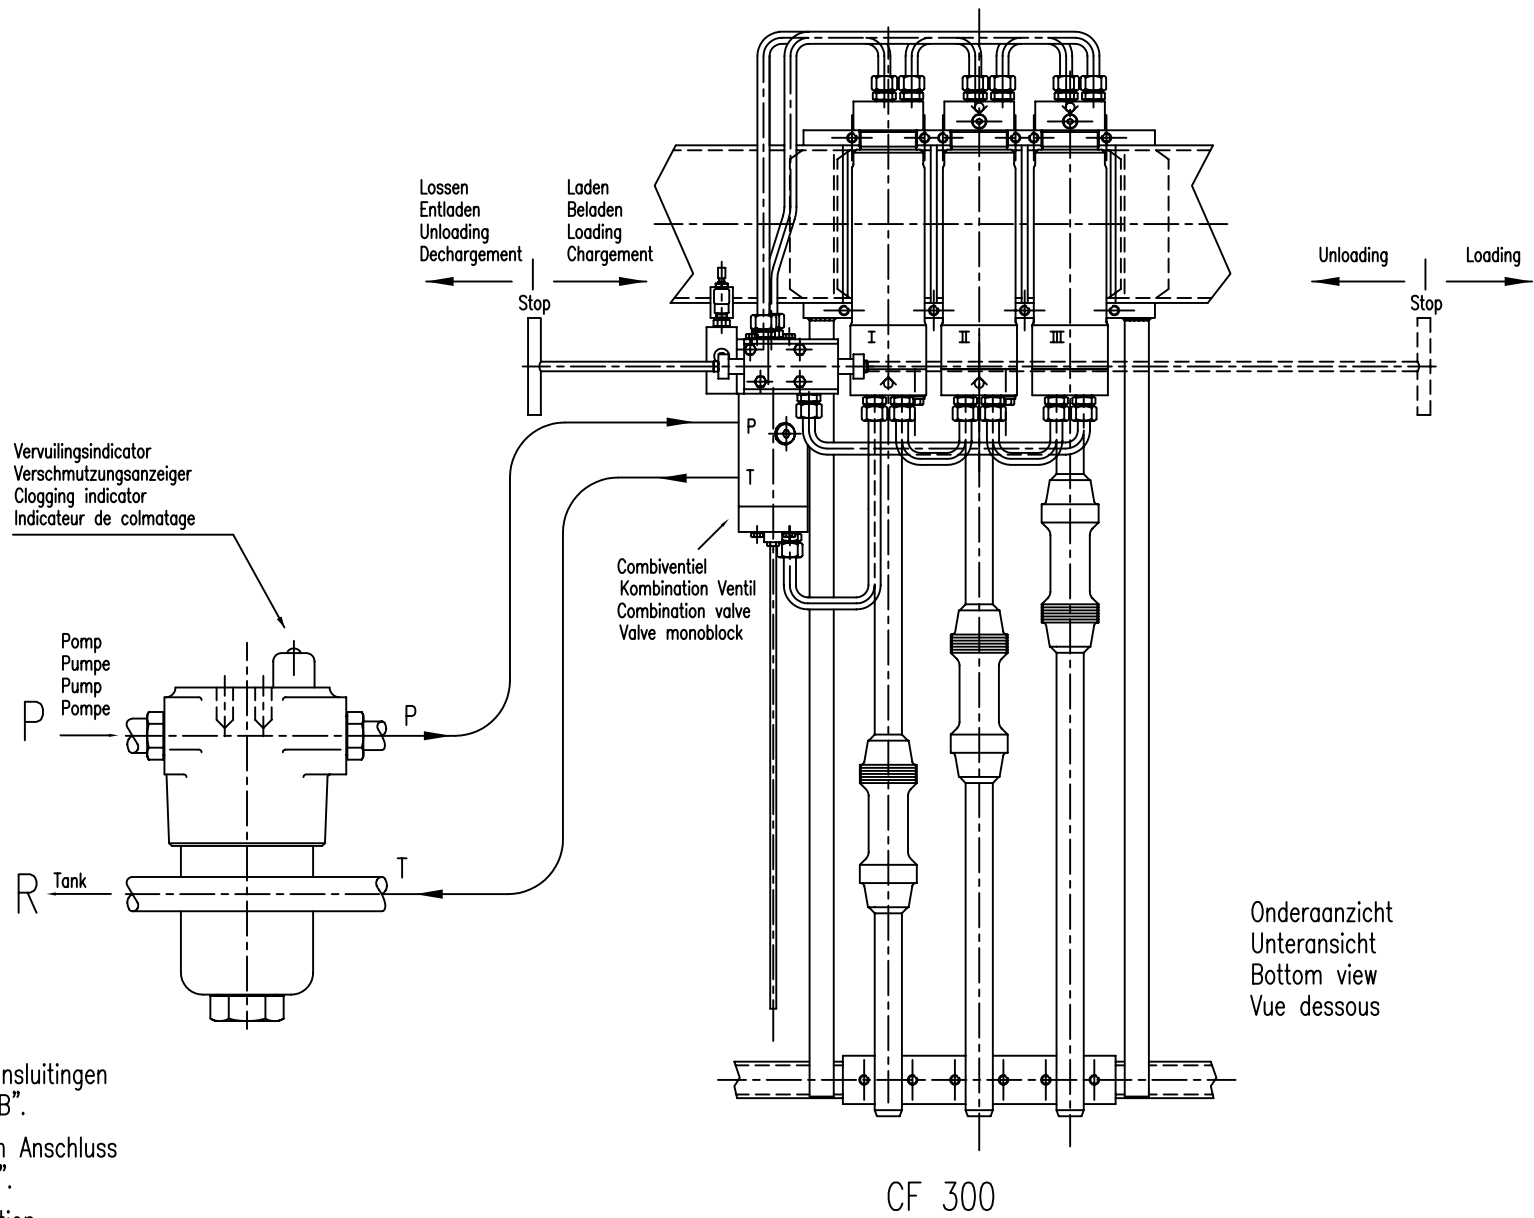 Lossen
Entladen
Unloading
Dechargement
Laden
Beladen
Loading
Chargement
Stop
Unloading
Loading
Stop
I
II
III
P
T
Vervuilingsindicator
Verschmutzungsanzeiger
Clogging indicator
Indicateur de colmatage
Combiventiel
Kombination Ventil
Combination valve
Valve monoblock
Pomp
Pumpe
Pump
Pompe
P
P
R
Tank
T
Onderaanzicht
Unteransicht
Bottom view
Vue dessous
nsluitingen
B”.
Anschluss
”.
CF 300